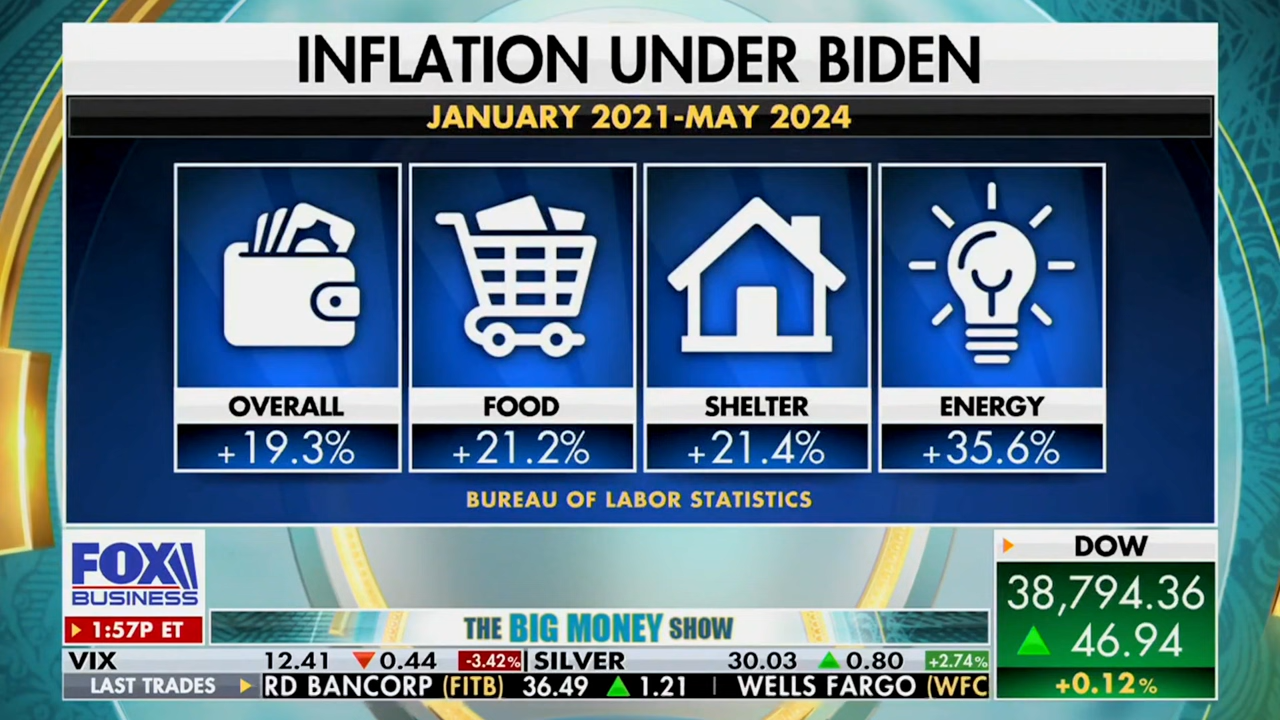 INFLATION UNDER BIDEN
JANUARY 2021-MAY 2024
OVERALL
+19.3%
FOOD
+21.2%
SHELTER
+21.4%
ENERGY
+35.6%
BUREAU OF LABOR STATISTICS
FOX
BUSINESS
1:57P ET
THE BIG MONEY SHOW
DOW
38,794.36
46.94
+0.12%
VIX 12.41 0.44 -3.42% SILVER 30.03 0.80 +2.74%
LAST TRADES RD BANCORP (FITB) 36.49 1.21 WELLS FARGO (WFC